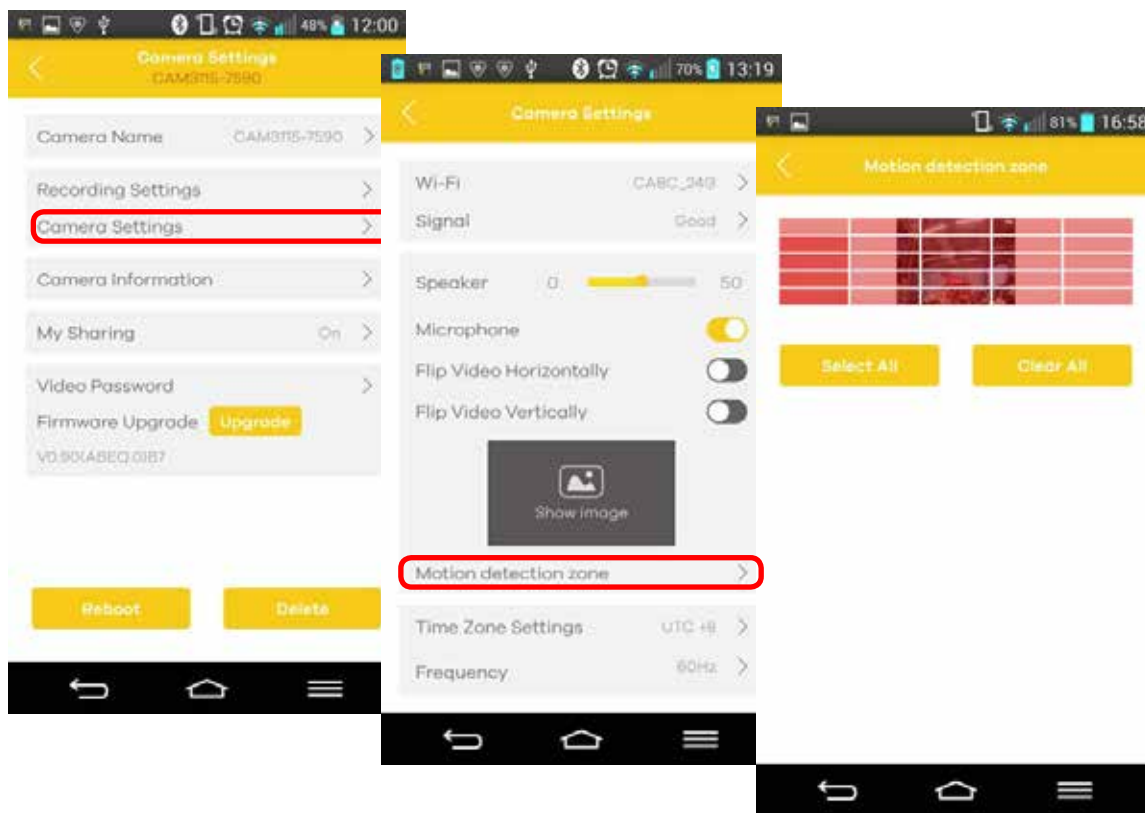 48% 12:00
Camera Settings
CAM3115-7590
Camera Name CAM3115-7590
Recording Settings
Camera Settings
Camera Information
My Sharing On
Video Password
Firmware Upgrade Upgrade
Reboot Delete
70% 13:19
Camera Settings
Wi-Fi
Signal Good
Speaker 0 50
Microphone
Flip Video Horizontally
Flip Video Vertically
Show image
Motion detection zone
Time Zone Settings UTC +8
Frequency 60Hz
81% 16:58
Motion detection zone
Select All Clear All